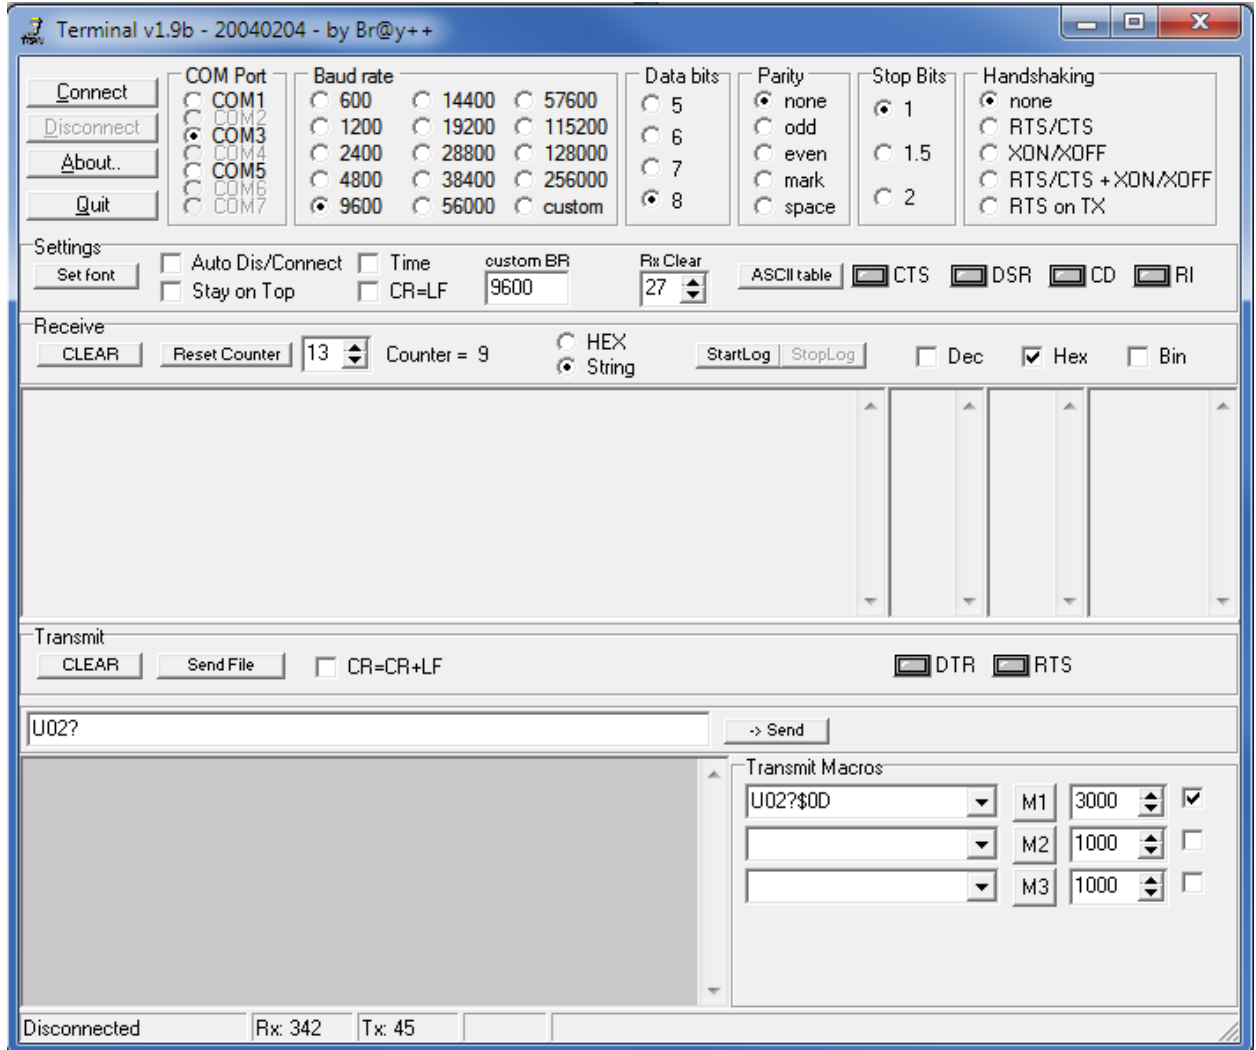 Terminal v1.9b - 20040204 - by Br@y++
Connect
Disconnect
About..
Quit
COM Port
COM1
COM2
COM3
COM4
COM5
COM6
COM7
Baud rate
600 14400 57600
1200 19200 115200
2400 28800 128000
4800 38400 256000
9600 56000 custom
Data bits
5
6
7
8
Parity
none
odd
even
mark
space
Stop Bits
1
1.5
2
Handshaking
none
RTS/CTS
XON/XOFF
RTS/CTS + XON/XOFF
RTS on TX
Settings
Set font
Auto Dis/Connect
Stay on Top
Time
CR=LF
custom BR
9600
Rx Clear
27
ASCII table
CTS
DSR
CD
RI
Receive
CLEAR
Reset Counter
13
Counter = 9
HEX
String
StartLog
StopLog
Dec
Hex
Bin
Transmit
CLEAR
Send File
CR=CR+LF
DTR
RTS
U02?
-> Send
Transmit Macros
U02?$0D M1 3000
M2 1000
M3 1000
Disconnected
Rx: 342
Tx: 45